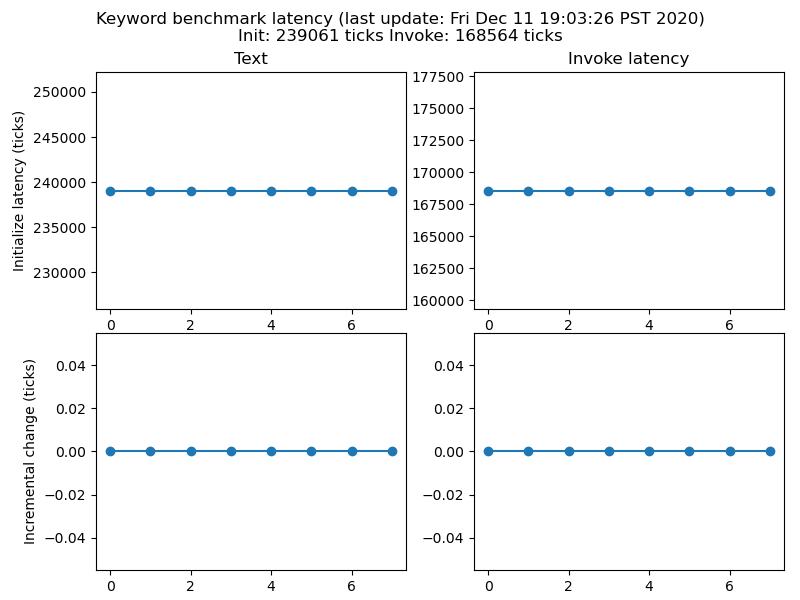 Keyword benchmark latency (last update: Fri Dec 11 19:03:26 PST 2020)
Init: 239061 ticks Invoke: 168564 ticks
Text
Initialize latency (ticks)
250000
245000
240000
235000
230000
0 2 4 6
Invoke latency
177500
175000
172500
170000
167500
165000
162500
160000
0 2 4 6
Incremental change (ticks)
0.04
0.02
0.00
−0.02
−0.04
0 2 4 6
0.04
0.02
0.00
−0.02
−0.04
0 2 4 6